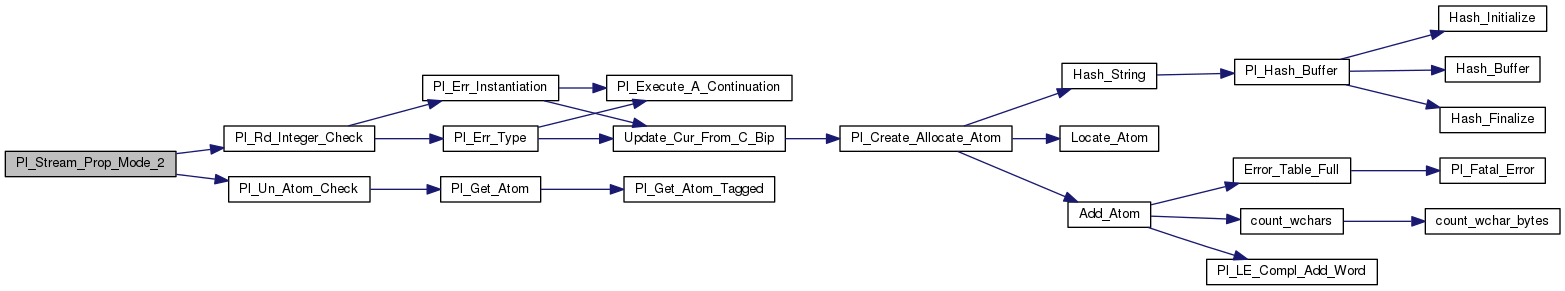 Pl_Stream_Prop_Mode_2
Pl_Rd_Integer_Check
Pl_Un_Atom_Check
Pl_Err_Instantiation
Pl_Err_Type
Pl_Get_Atom
Pl_Execute_A_Continuation
Update_Cur_From_C_Bip
Pl_Get_Atom_Tagged
Pl_Create_Allocate_Atom
Hash_String
Locate_Atom
Add_Atom
Pl_Hash_Buffer
Error_Table_Full
count_wchars
Pl_LE_Compl_Add_Word
Hash_Initialize
Hash_Buffer
Hash_Finalize
Pl_Fatal_Error
count_wchar_bytes